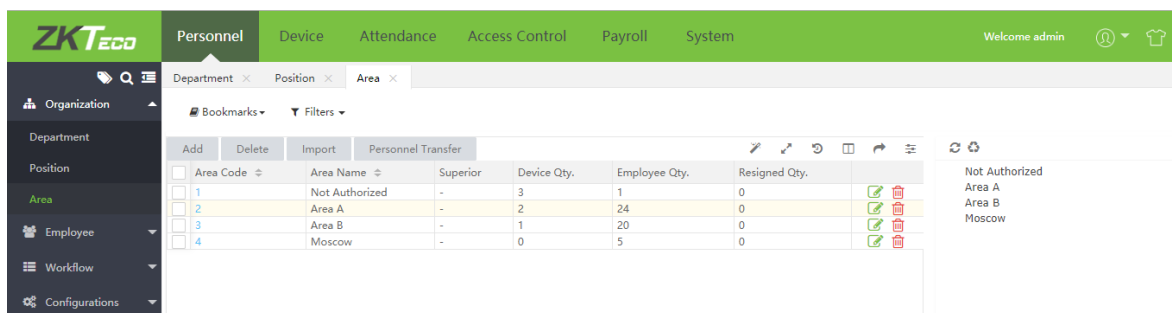 ZKTeco Personnel Device Attendance Access Control Payroll System Welcome admin
Department Position Area
Organization
Bookmarks Filters
Department
Position
Area
Employee
Workflow
Configurations
Add Delete Import Personnel Transfer
Area Code Area Name Superior Device Qty. Employee Qty. Resigned Qty.
1 Not Authorized - 3 1 0
2 Area A - 2 24 0
3 Area B - 1 20 0
4 Moscow - 0 5 0
Not Authorized
Area A
Area B
Moscow